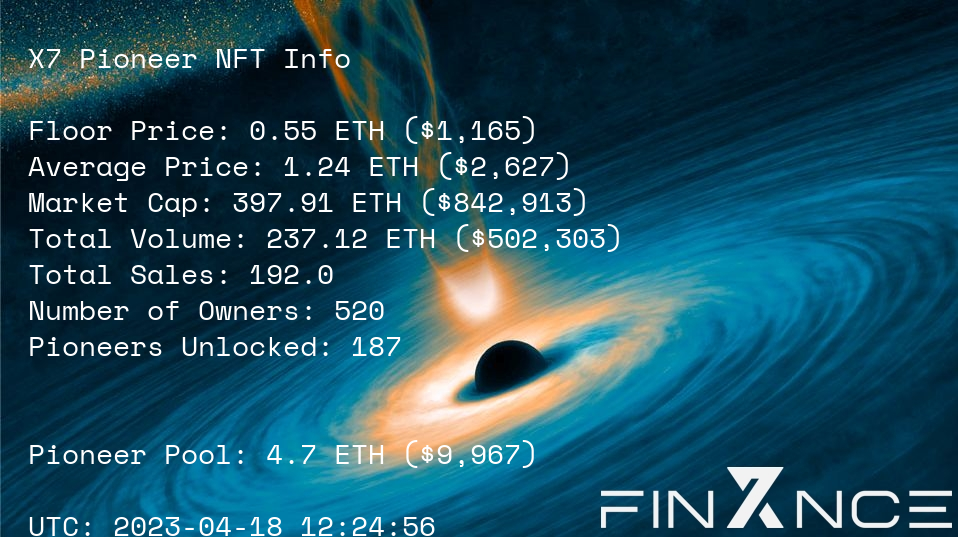 X7 Pioneer NFT Info
Floor Price: 0.55 ETH ($1,165)
Average Price: 1.24 ETH ($2,627)
Market Cap: 397.91 ETH ($842,913)
Total Volume: 237.12 ETH ($502,303)
Total Sales: 192.0
Number of Owners: 520
Pioneers Unlocked: 187
Pioneer Pool: 4.7 ETH ($9,967)
UTC: 2023-04-18 12:24:56
FINXNCE